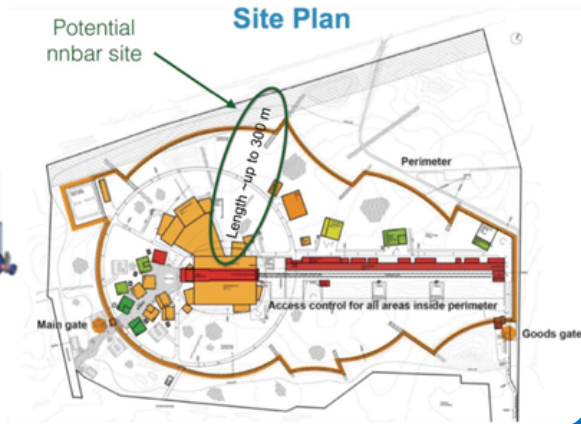 Site Plan
Potential
nnbar site
Length ~up to 300 m
Perimeter
Access control for all areas inside perimeter
Main gate
Goods gate